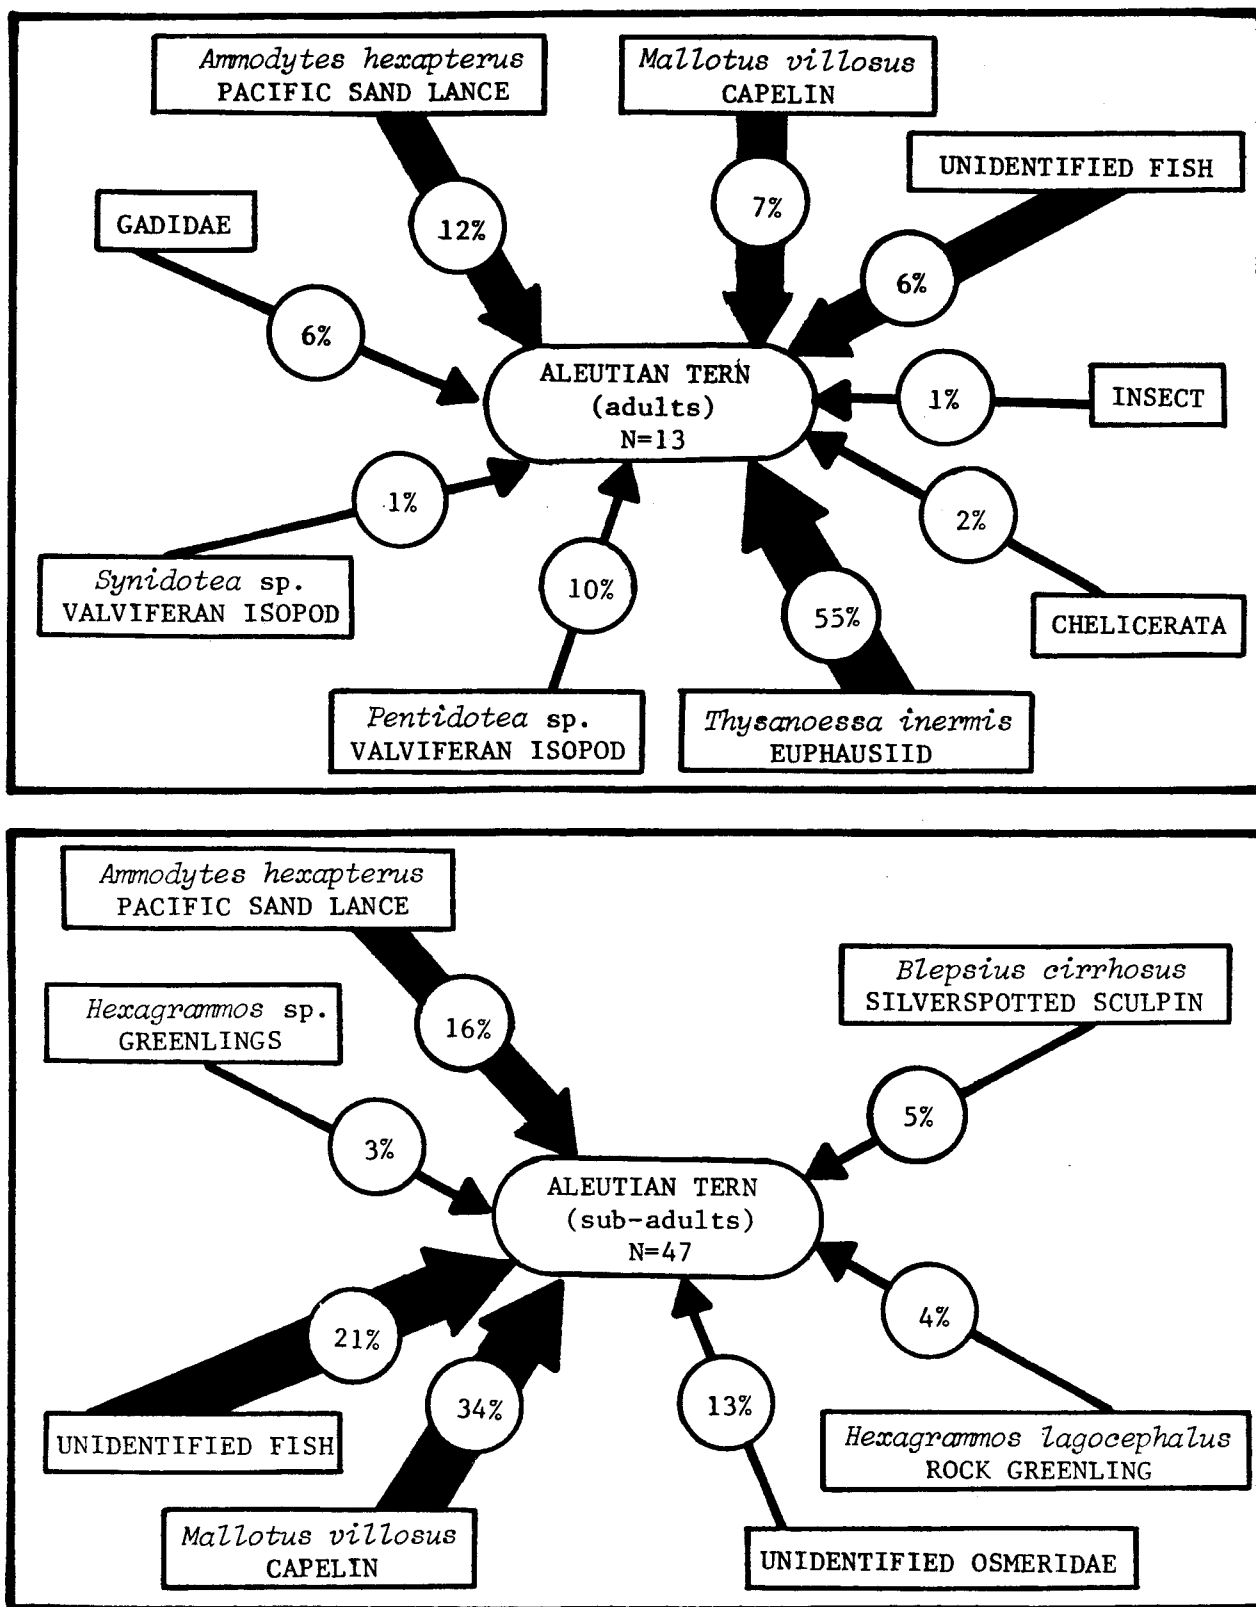 Ammodytes hexapterus
PACIFIC SAND LANCE
Mallotus villosus
CAPELIN
UNIDENTIFIED FISH
GADIDAE
12%
7%
6%
6%
ALEUTIAN TERN
(adults)
N=13
1%
INSECT
1%
2%
Synidotea sp.
VALVIFERAN ISOPOD
10%
55%
CHELICERATA
Pentidotea sp.
VALVIFERAN ISOPOD
Thysanoessa inermis
EUPHAUSIID
Ammodytes hexapterus
PACIFIC SAND LANCE
Blepsius cirrhosus
SILVERSPOTTED SCULPIN
Hexagrammos sp.
GREENLINGS
16%
5%
3%
ALEUTIAN TERN
(sub-adults)
N=47
21%
34%
13%
4%
UNIDENTIFIED FISH
Hexagrammos lagocephalus
ROCK GREENLING
Mallotus villosus
CAPELIN
UNIDENTIFIED OSMERIDAE